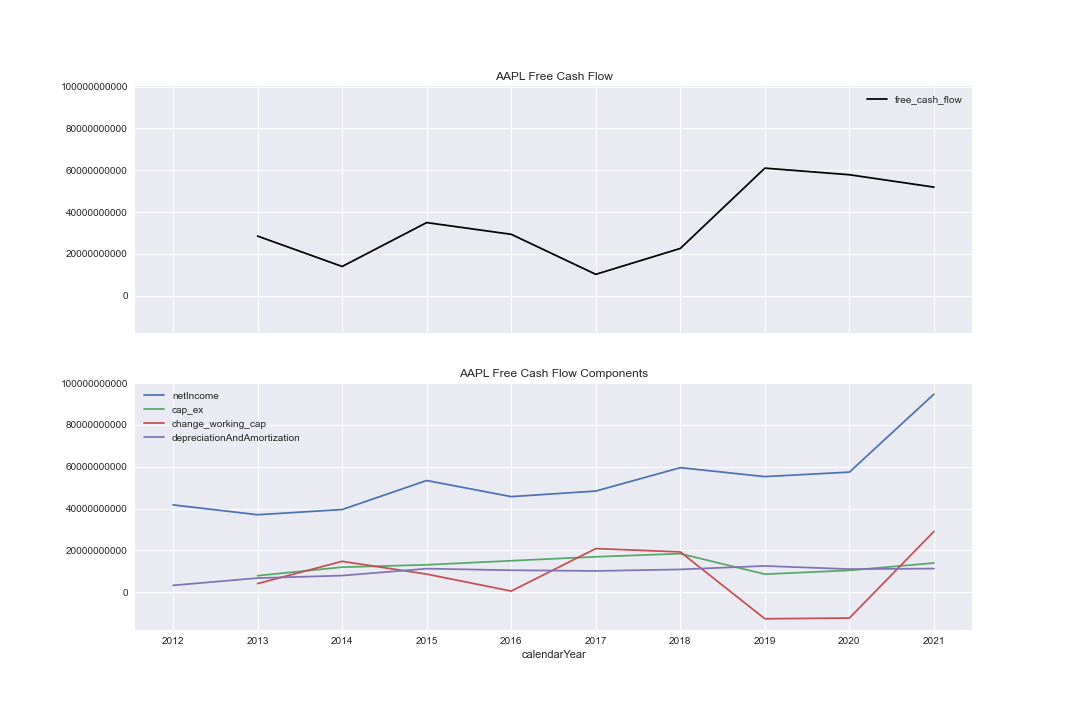 AAPL Free Cash Flow
100000000000
80000000000
60000000000
40000000000
20000000000
0
free_cash_flow
AAPL Free Cash Flow Components
100000000000
80000000000
60000000000
40000000000
20000000000
0
netIncome
cap_ex
change_working_cap
depreciationAndAmortization
2012 2013 2014 2015 2016 2017 2018 2019 2020 2021
calendarYear